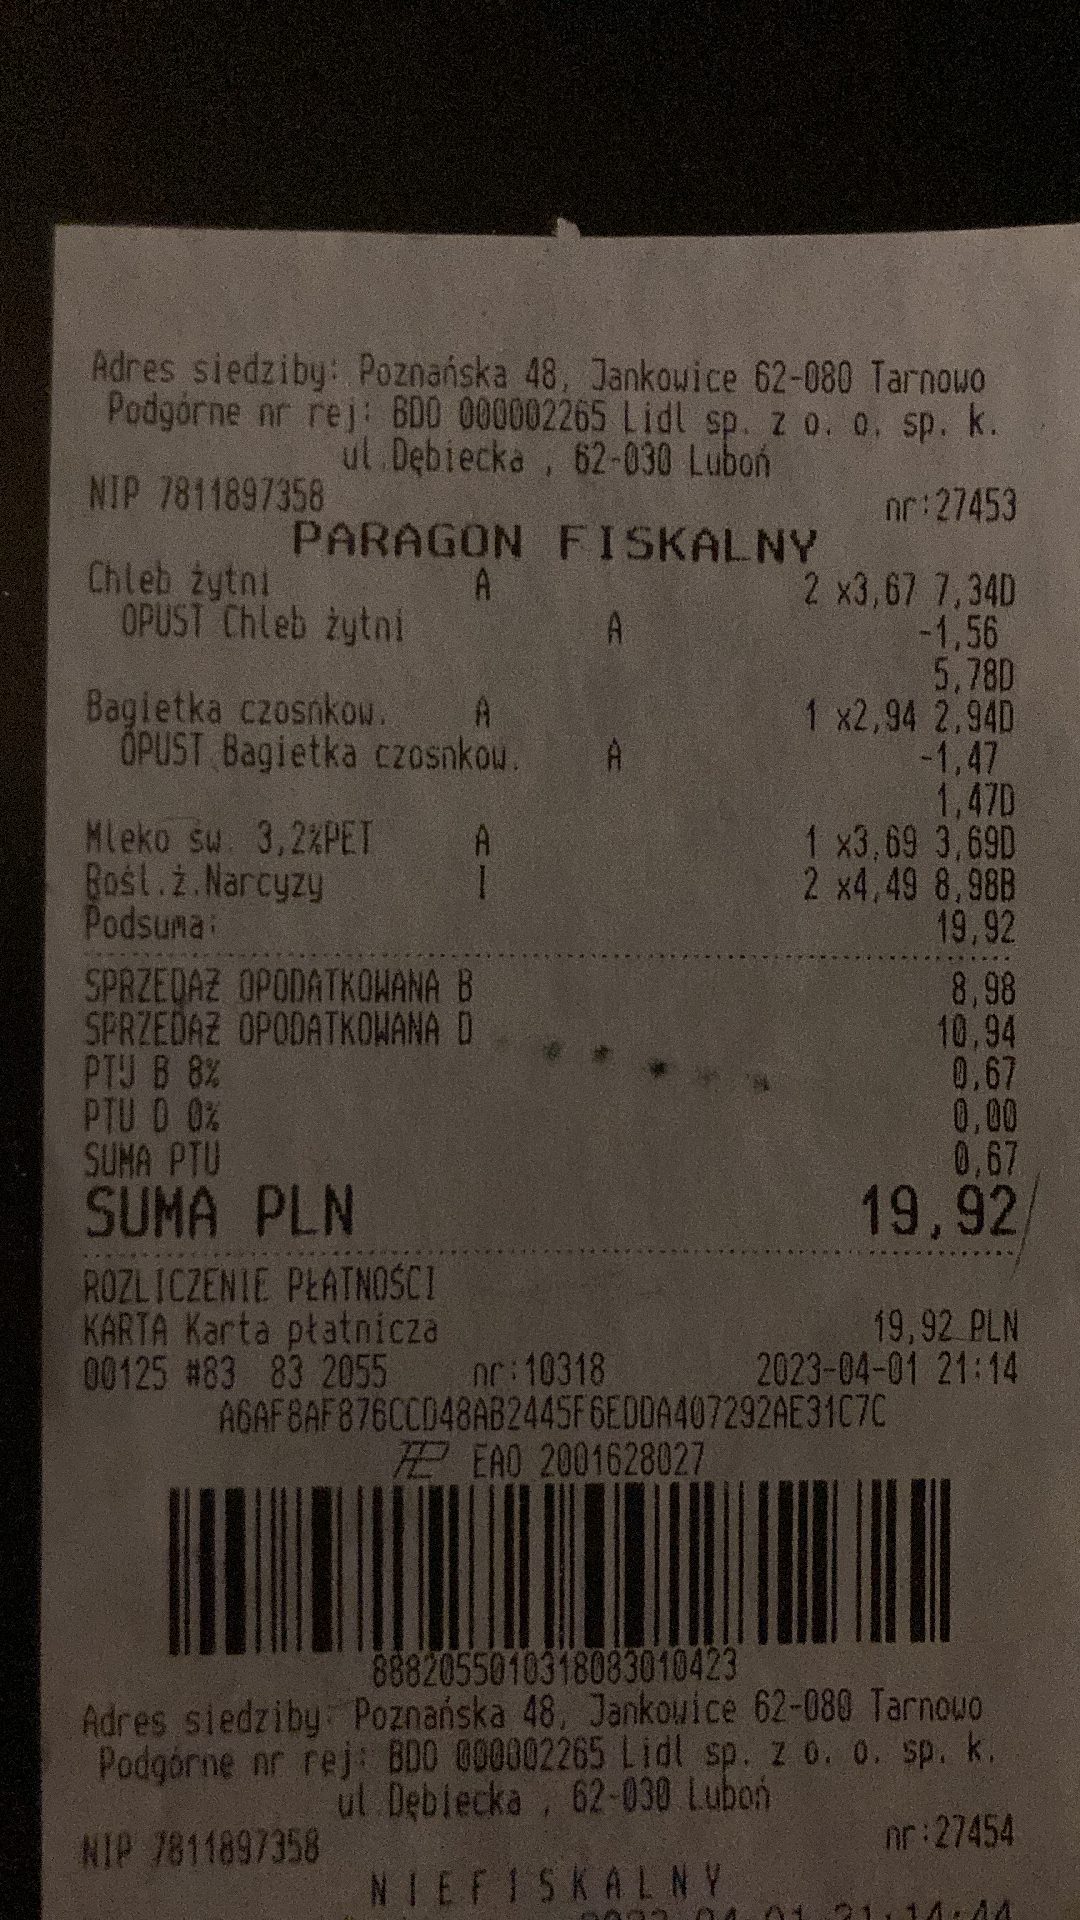 Adres siedziby: Poznańska 48, Jankowice 62-080 Tarnowo
Podgórne nr rej: BDO 000002265 Lidl sp. z o. o. sp. k.
ul.Dębiecka , 62-030 Luboń
NIP 7811897358 nr:27453
PARAGON FISKALNY
Chleb żytni A 2 x3,67 7,34D
OPUST Chleb żytni A -1,56
5,78D
Bagietka czosnkow. A 1 x2,94 2,94D
OPUST Bagietka czosnkow. A -1,47
1,47D
Mleko św. 3,2%PET A 1 x3,69 3,69D
Rośl.ż.Narcyzy I 2 x4,49 8,98B
Podsuma: 19,92
SPRZEDAŻ OPODATKOWANA B 8,98
SPRZEDAŻ OPODATKOWANA D 10,94
PTU B 8% 0,67
PTU D 0% 0,00
SUMA PTU 0,67
SUMA PLN 19,92
ROZLICZENIE PŁATNOŚCI
KARTA Karta płatnicza 19,92 PLN
00125 #83 83 2055 nr:10318 2023-04-01 21:14
A6AF8AF876CCD48AB2445F6EDDA407292AE31C7C
EAO 2001628027
8882055010318083010423
Adres siedziby: Poznańska 48, Jankowice 62-080 Tarnowo
Podgórne nr rej: BDO 000002265 Lidl sp. z o. o. sp. k.
ul.Dębiecka , 62-030 Luboń
NIP 7811897358 nr:27454
NIEFISKALNY
2023-04-01 21:14:44